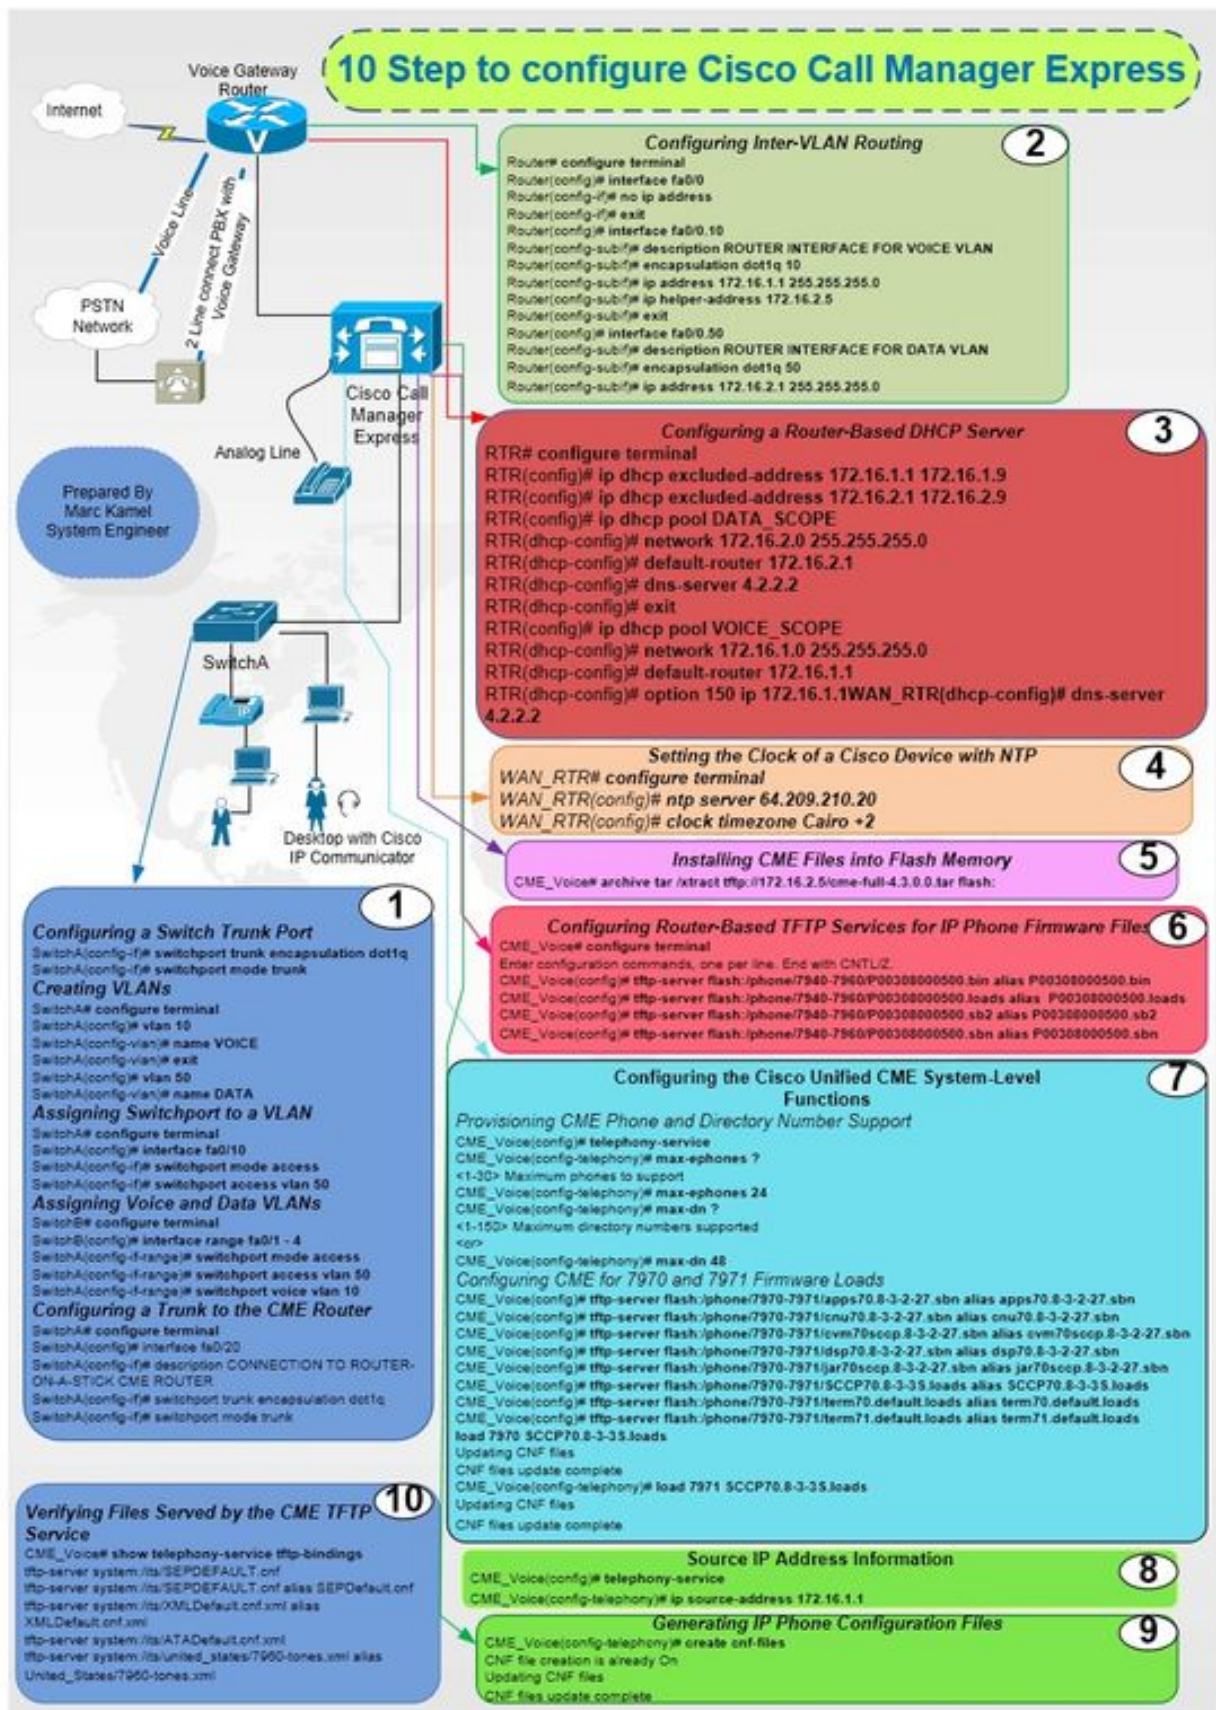 10 Step to configure Cisco Call Manager Express
Voice Gateway
Router
Internet
Voice Line
2 Line connect PBX with
Voice Gateway
PSTN
Network
Cisco Call
Manager
Express
Analog Line
Prepared By
Marc Kamel
System Engineer
SwitchA
IP
Desktop with Cisco
IP Communicator
1
Configuring a Switch Trunk Port
SwitchA(config-if)# switchport trunk encapsulation dot1q
SwitchA(config-if)# switchport mode trunk
Creating VLANs
SwitchA# configure terminal
SwitchA(config)# vlan 10
SwitchA(config-vlan)# name VOICE
SwitchA(config-vlan)# exit
SwitchA(config)# vlan 50
SwitchA(config-vlan)# name DATA
Assigning Switchport to a VLAN
SwitchA# configure terminal
SwitchA(config)# interface fa0/10
SwitchA(config-if)# switchport mode access
SwitchA(config-if)# switchport access vlan 50
Assigning Voice and Data VLANs
SwitchB# configure terminal
SwitchB(config)# interface range fa0/1 - 4
SwitchA(config-if-range)# switchport mode access
SwitchA(config-if-range)# switchport access vlan 50
SwitchA(config-if-range)# switchport voice vlan 10
Configuring a Trunk to the CME Router
SwitchA# configure terminal
SwitchA(config)# interface fa0/20
SwitchA(config-if)# description CONNECTION TO ROUTER-
ON-A-STICK CME ROUTER
SwitchA(config-if)# switchport trunk encapsulation dot1q
SwitchA(config-if)# switchport mode trunk
2
Configuring Inter-VLAN Routing
Router# configure terminal
Router(config)# interface fa0/0
Router(config-if)# no ip address
Router(config-if)# exit
Router(config)# interface fa0/0.10
Router(config-subif)# description ROUTER INTERFACE FOR VOICE VLAN
Router(config-subif)# encapsulation dot1q 10
Router(config-subif)# ip address 172.16.1.1 255.255.255.0
Router(config-subif)# ip helper-address 172.16.2.5
Router(config-subif)# exit
Router(config)# interface fa0/0.50
Router(config-subif)# description ROUTER INTERFACE FOR DATA VLAN
Router(config-subif)# encapsulation dot1q 50
Router(config-subif)# ip address 172.16.2.1 255.255.255.0
3
Configuring a Router-Based DHCP Server
RTR# configure terminal
RTR(config)# ip dhcp excluded-address 172.16.1.1 172.16.1.9
RTR(config)# ip dhcp excluded-address 172.16.2.1 172.16.2.9
RTR(config)# ip dhcp pool DATA_SCOPE
RTR(dhcp-config)# network 172.16.2.0 255.255.255.0
RTR(dhcp-config)# default-router 172.16.2.1
RTR(dhcp-config)# dns-server 4.2.2.2
RTR(dhcp-config)# exit
RTR(config)# ip dhcp pool VOICE_SCOPE
RTR(dhcp-config)# network 172.16.1.0 255.255.255.0
RTR(dhcp-config)# default-router 172.16.1.1
RTR(dhcp-config)# option 150 ip 172.16.1.1WAN_RTR(dhcp-config)# dns-server
4.2.2.2
4
Setting the Clock of a Cisco Device with NTP
WAN_RTR# configure terminal
WAN_RTR(config)# ntp server 64.209.210.20
WAN_RTR(config)# clock timezone Cairo +2
5
Installing CME Files into Flash Memory
CME_Voice# archive tar /xtract tftp://172.16.2.5/cme-full-4.3.0.0.tar flash:
6
Configuring Router-Based TFTP Services for IP Phone Firmware Files
CME_Voice# configure terminal
Enter configuration commands, one per line. End with CNTL/Z.
CME_Voice(config)# tftp-server flash:/phone/7940-7960/P00308000500.bin alias P00308000500.bin
CME_Voice(config)# tftp-server flash:/phone/7940-7960/P00308000500.loads alias P00308000500.loads
CME_Voice(config)# tftp-server flash:/phone/7940-7960/P00308000500.sb2 alias P00308000500.sb2
CME_Voice(config)# tftp-server flash:/phone/7940-7960/P00308000500.sbn alias P00308000500.sbn
7
Configuring the Cisco Unified CME System-Level
Functions
Provisioning CME Phone and Directory Number Support
CME_Voice(config)# telephony-service
CME_Voice(config-telephony)# max-ephones ?
<1-30> Maximum phones to support
CME_Voice(config-telephony)# max-ephones 24
CME_Voice(config-telephony)# max-dn ?
<1-150> Maximum directory numbers supported
<cr>
CME_Voice(config-telephony)# max-dn 48
Configuring CME for 7970 and 7971 Firmware Loads
CME_Voice(config)# tftp-server flash:/phone/7970-7971/apps70.8-3-2-27.sbn alias apps70.8-3-2-27.sbn
CME_Voice(config)# tftp-server flash:/phone/7970-7971/cnu70.8-3-2-27.sbn alias cnu70.8-3-2-27.sbn
CME_Voice(config)# tftp-server flash:/phone/7970-7971/cvm70sccp.8-3-2-27.sbn alias cvm70sccp.8-3-2-27.sbn
CME_Voice(config)# tftp-server flash:/phone/7970-7971/dsp70.8-3-2-27.sbn alias dsp70.8-3-2-27.sbn
CME_Voice(config)# tftp-server flash:/phone/7970-7971/jar70sccp.8-3-2-27.sbn alias jar70sccp.8-3-2-27.sbn
CME_Voice(config)# tftp-server flash:/phone/7970-7971/SCCP70.8-3-3S.loads alias SCCP70.8-3-3S.loads
CME_Voice(config)# tftp-server flash:/phone/7970-7971/term70.default.loads alias term70.default.loads
CME_Voice(config)# tftp-server flash:/phone/7970-7971/term71.default.loads alias term71.default.loads
load 7970 SCCP70.8-3-3S.loads
Updating CNF files
CNF files update complete
CME_Voice(config-telephony)# load 7971 SCCP70.8-3-3S.loads
Updating CNF files
CNF files update complete
8
Source IP Address Information
CME_Voice(config)# telephony-service
CME_Voice(config-telephony)# ip source-address 172.16.1.1
9
Generating IP Phone Configuration Files
CME_Voice(config-telephony)# create cnf-files
CNF file creation is already On
Updating CNF files
CNF files update complete
10
Verifying Files Served by the CME TFTP
Service
CME_Voice# show telephony-service tftp-bindings
tftp-server system:/its/SEPDEFAULT.cnf
tftp-server system:/its/SEPDEFAULT.cnf alias SEPDefault.cnf
tftp-server system:/its/XMLDefault.cnf.xml alias
XMLDefault.cnf.xml
tftp-server system:/its/ATADefault.cnf.xml
tftp-server system:/its/united_states/7960-tones.xml alias
United_States/7960-tones.xml